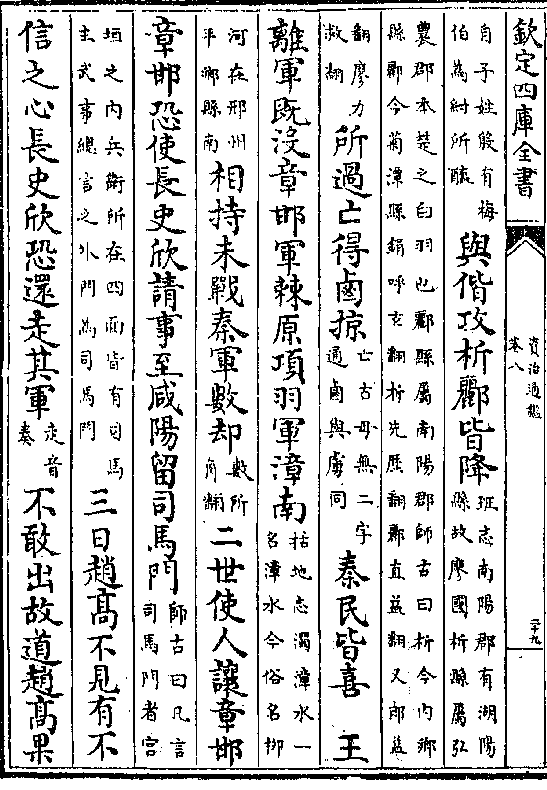 欽定四庫全書
資治通鑑
卷八
二十九
自子姓殷有梅
伯為紂所醢
與偕攻析酈皆降
班志南陽郡有湖陽
縣故廖國析縣屬弘
農郡本楚之白羽也酈縣屬南陽郡師古曰析今内鄉
縣酈今菊潭縣鍚呼玄翻析先歷翻酈直益翻又郎益
翻廖力
救翻
所過亡得鹵掠
亡古毋無二字
通鹵與虜同
秦民皆喜　王
離軍既没章邯軍棘原項羽軍漳南
括地志濁漳水一
名漳水今俗名栁
河在邢州
平鄉縣南
相持未戰秦軍數却
數所
角翻
二世使人讓章邯
章邯恐使長史欣請事至咸陽留司馬門
師古曰凡言
司馬門者宫
垣之内兵衛所在四面皆有司馬
主武事總言之外門為司馬門
三日趙髙不見有不
信之心長史欣恐還走其軍
走音
奏
不敢出故道趙髙果